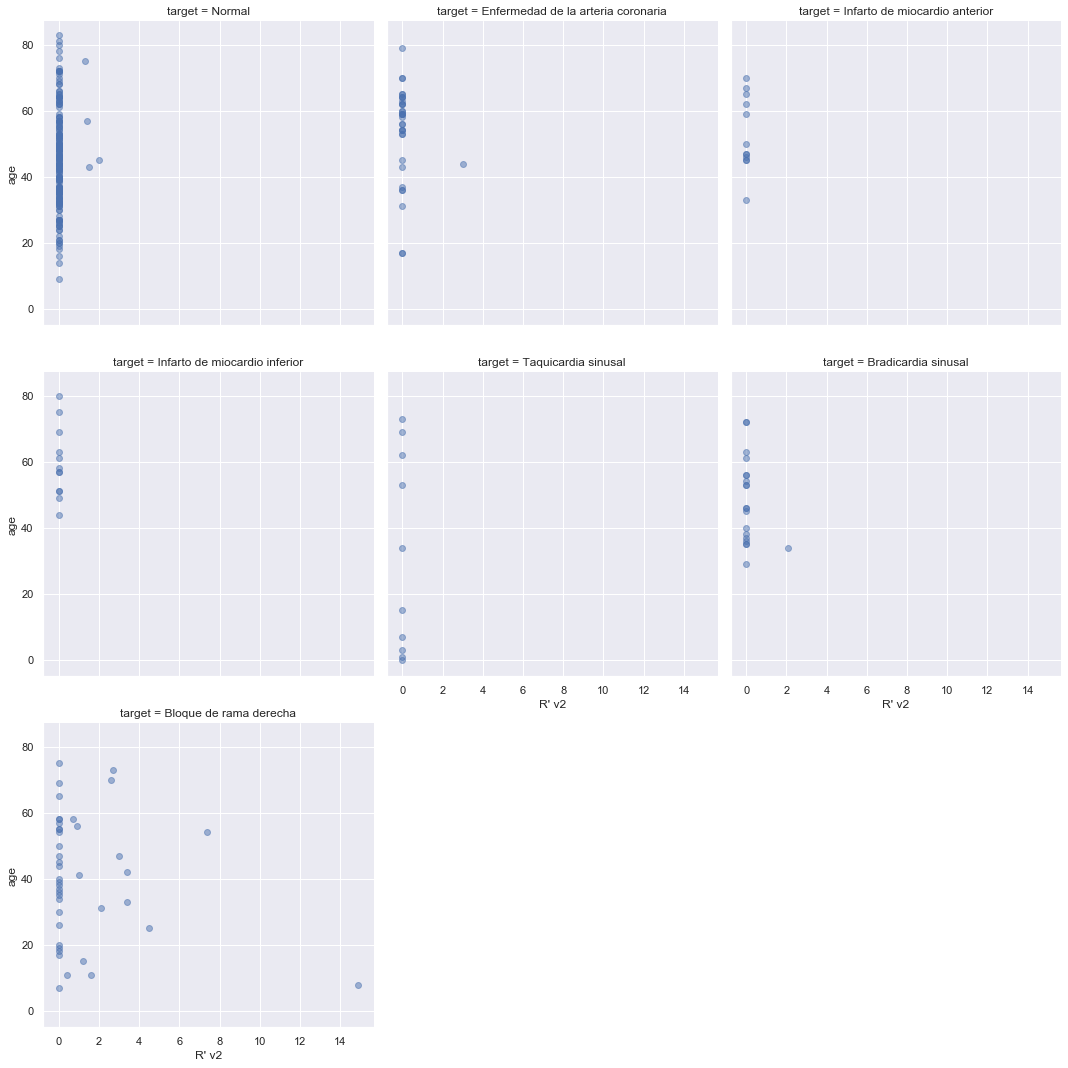 target = Normal
target = Enfermedad de la arteria coronaria
target = Infarto de miocardio anterior
80
60
40
20
0
age
target = Infarto de miocardio inferior
target = Taquicardia sinusal
target = Bradicardia sinusal
80
60
40
20
0
age
0 2 4 6 8 10 12 14
R' v2
0 2 4 6 8 10 12 14
R' v2
target = Bloque de rama derecha
80
60
40
20
0
age
0 2 4 6 8 10 12 14
R' v2